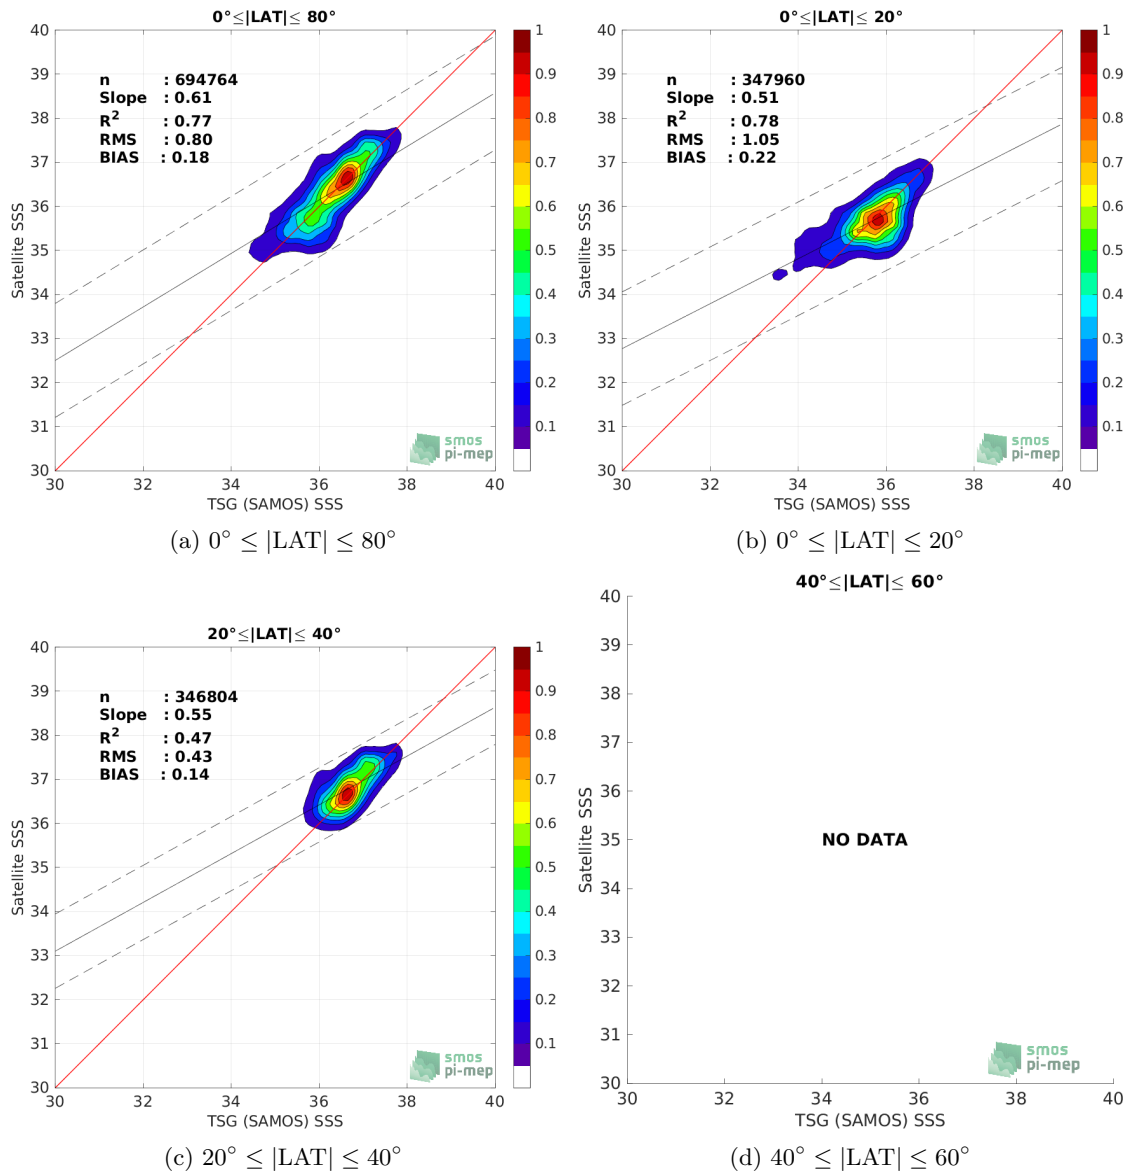 0°≤|LAT|≤ 80°
40
39
38
37
36
35
34
33
32
31
30
Satellite SSS
n : 694764
Slope : 0.61
R² : 0.77
RMS : 0.80
BIAS : 0.18
smos
pi-mep
30 32 34 36 38 40
TSG (SAMOS) SSS
1
0.9
0.8
0.7
0.6
0.5
0.4
0.3
0.2
0.1
(a) 0° ≤ |LAT| ≤ 80°
0°≤|LAT|≤ 20°
40
39
38
37
36
35
34
33
32
31
30
Satellite SSS
n : 347960
Slope : 0.51
R² : 0.78
RMS : 1.05
BIAS : 0.22
smos
pi-mep
30 32 34 36 38 40
TSG (SAMOS) SSS
1
0.9
0.8
0.7
0.6
0.5
0.4
0.3
0.2
0.1
(b) 0° ≤ |LAT| ≤ 20°
20°≤|LAT|≤ 40°
40
39
38
37
36
35
34
33
32
31
30
Satellite SSS
n : 346804
Slope : 0.55
R² : 0.47
RMS : 0.43
BIAS : 0.14
smos
pi-mep
30 32 34 36 38 40
TSG (SAMOS) SSS
1
0.9
0.8
0.7
0.6
0.5
0.4
0.3
0.2
0.1
(c) 20° ≤ |LAT| ≤ 40°
40°≤|LAT|≤ 60°
40
39
38
37
36
35
34
33
32
31
30
Satellite SSS
NO DATA
smos
pi-mep
30 32 34 36 38 40
TSG (SAMOS) SSS
(d) 40° ≤ |LAT| ≤ 60°